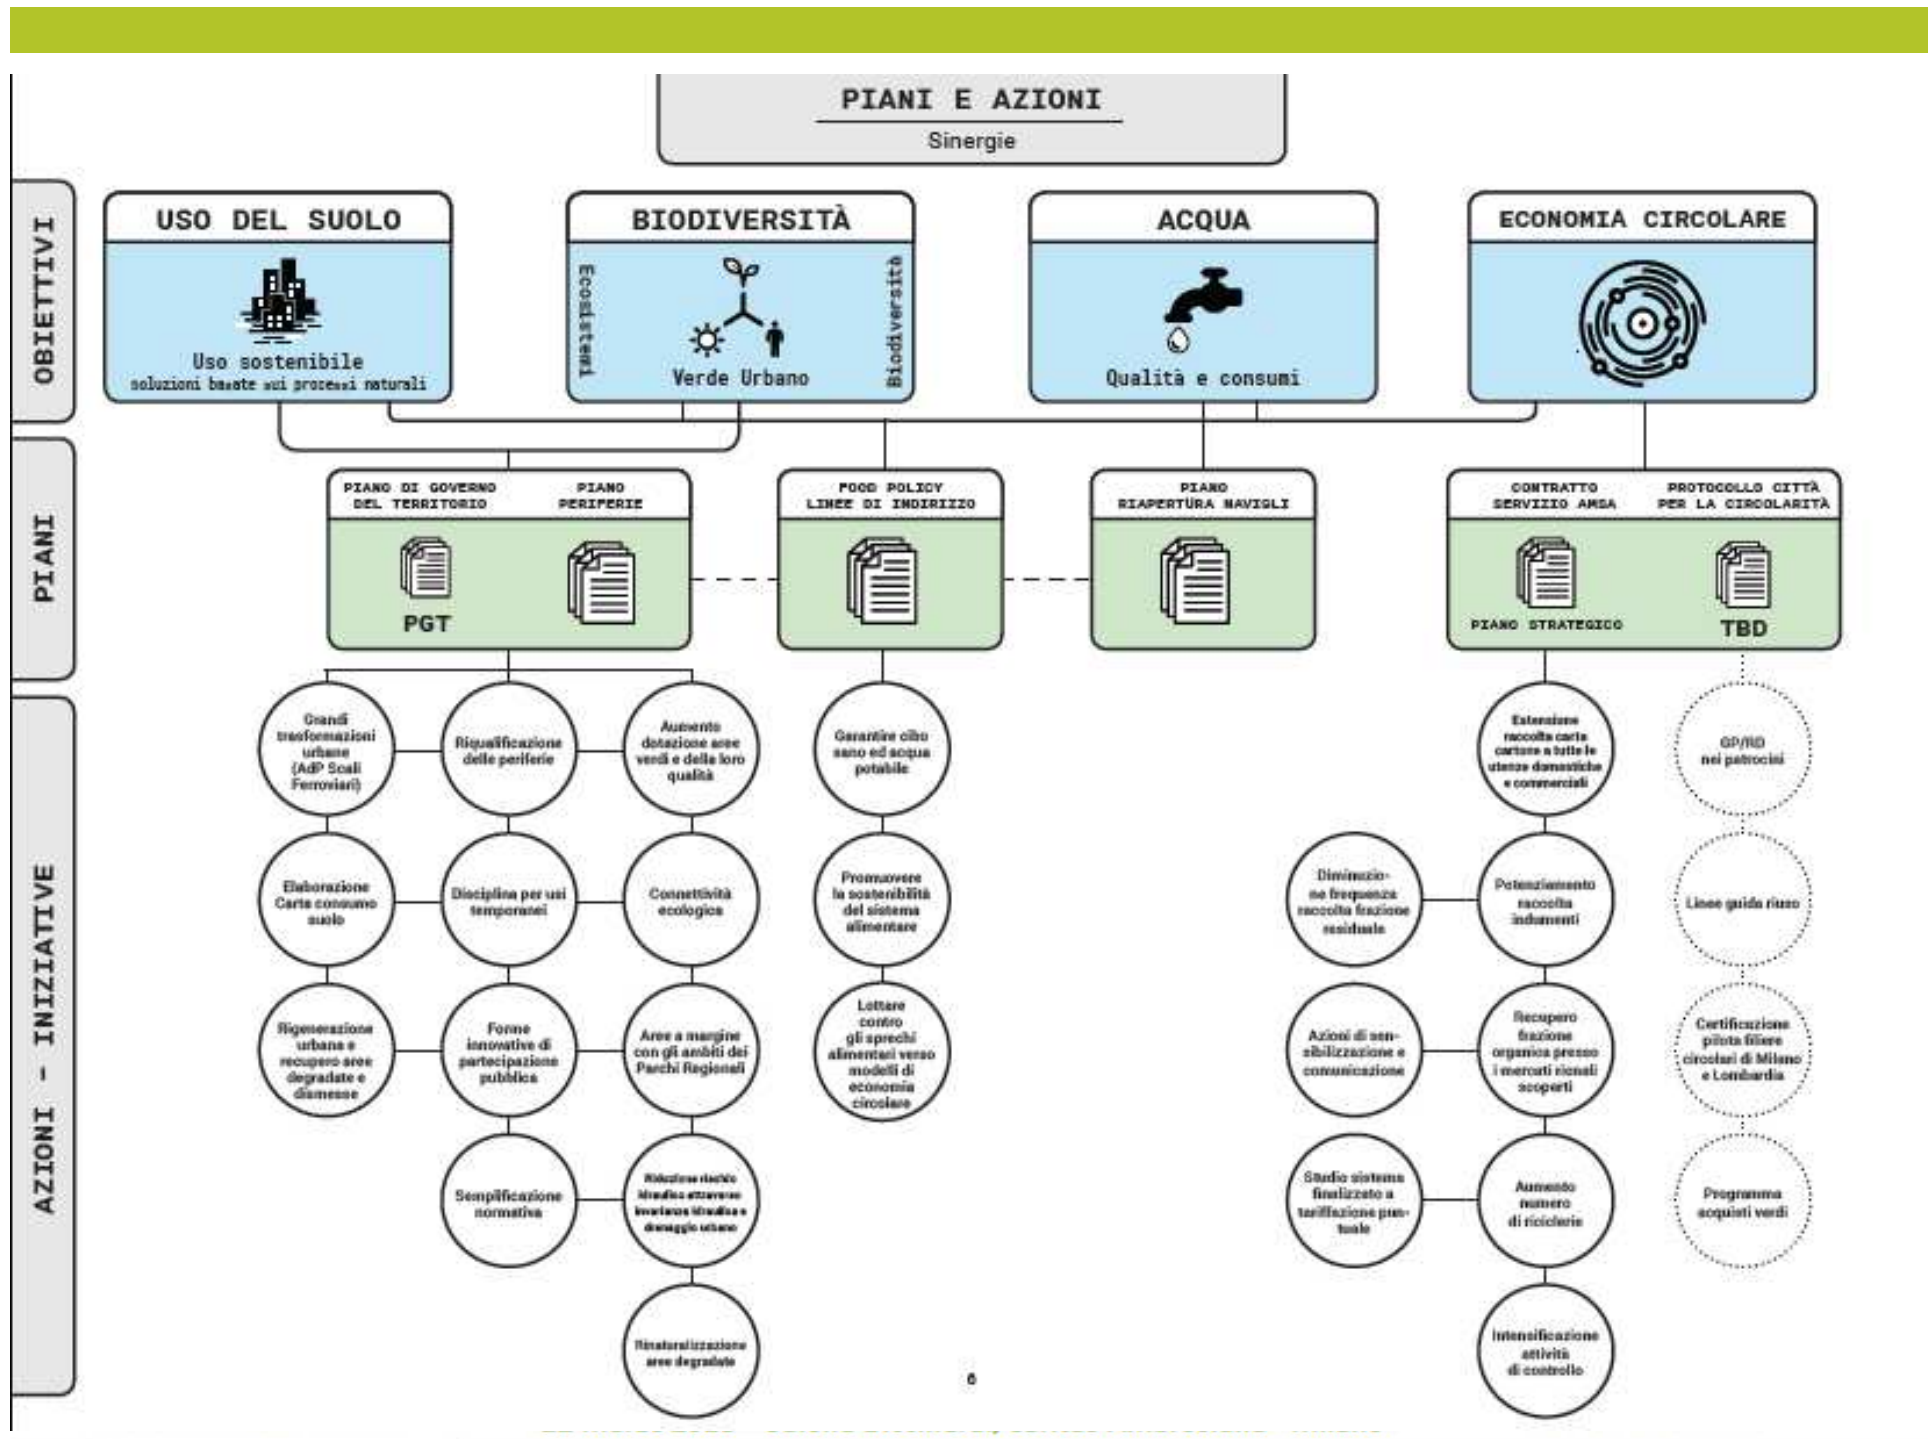 PIANI E AZIONI
Sinergie
OBIETTIVI
USO DEL SUOLO
Uso sostenibile
soluzioni basate sui processi naturali
BIODIVERSITÀ
Ecosistemi
Verde Urbano
Biodiversità
ACQUA
Qualità e consumi
ECONOMIA CIRCOLARE
PIANI
PIANO DI GOVERNO
DEL TERRITORIO
PGT
PIANO
PERIFERIE
FOOD POLICY
LINEE DI INDIRIZZO
PIANO
RIAPERTURA NAVIGLI
CONTRATTO
SERVIZIO AMSA
PIANO STRATEGICO
PROTOCOLLO CITTÀ
PER LA CIRCOLARITÀ
TBD
AZIONI – INIZIATIVE
Grandi
trasformazioni
urbane
(AdP Scali
Ferroviari)
Riqualificazione
delle periferie
Aumento
dotazione aree
verdi e della loro
qualità
Garantire cibo
sano ed acqua
potabile
Estensione
raccolta carta
cartone a tutte le
utenze domestiche
e commerciali
GP/RD
nei patrocini
Elaborazione
Carta consumo
suolo
Disciplina per usi
temporanei
Connettività
ecologica
Promuovere
la sostenibilità
del sistema
alimentare
Diminuzio-
ne frequenza
raccolta frazione
residuale
Potenziamento
raccolta
indumenti
Linee guida riuso
Rigenerazione
urbana e
recupero aree
degradate e
dismesse
Forme
innovative di
partecipazione
pubblica
Aree a margine
con gli ambiti dei
Parchi Regionali
Lottare
contro
gli sprechi
alimentari verso
modelli di
economia
circolare
Azioni di sen-
sibilizzazione e
comunicazione
Recupero
frazione
organica presso
i mercati rionali
scoperti
Certificazione
pilota filiere
circolari di Milano
e Lombardia
Semplificazione
normativa
Riduzione rischio
idraulico attraverso
invarianza idraulica e
drenaggio urbano
Studio sistema
finalizzato a
tariffazione pun-
tuale
Aumento
numero
di riciclerie
Programma
acquisti verdi
Rinaturalizzazione
aree degradate
Intensificazione
attività
di controllo
6